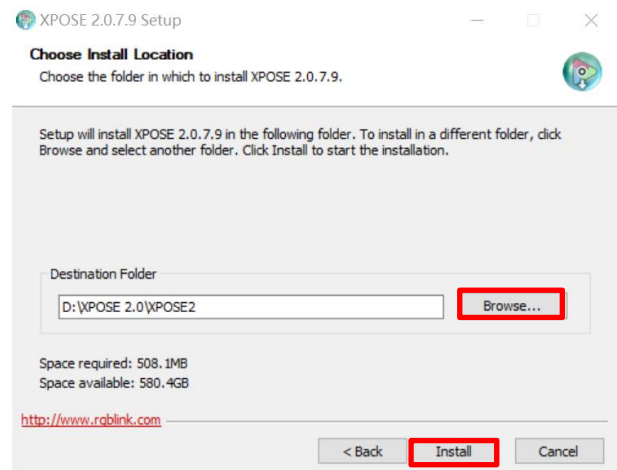 XPOSE 2.0.7.9 Setup
Choose Install Location
Choose the folder in which to install XPOSE 2.0.7.9.
Setup will install XPOSE 2.0.7.9 in the following folder. To install in a different folder, click
Browse and select another folder. Click Install to start the installation.
Destination Folder
D:\XPOSE 2.0\XPOSE2
Browse...
Space required: 508.1MB
Space available: 580.4GB
http://www.rgblink.com
< Back
Install
Cancel